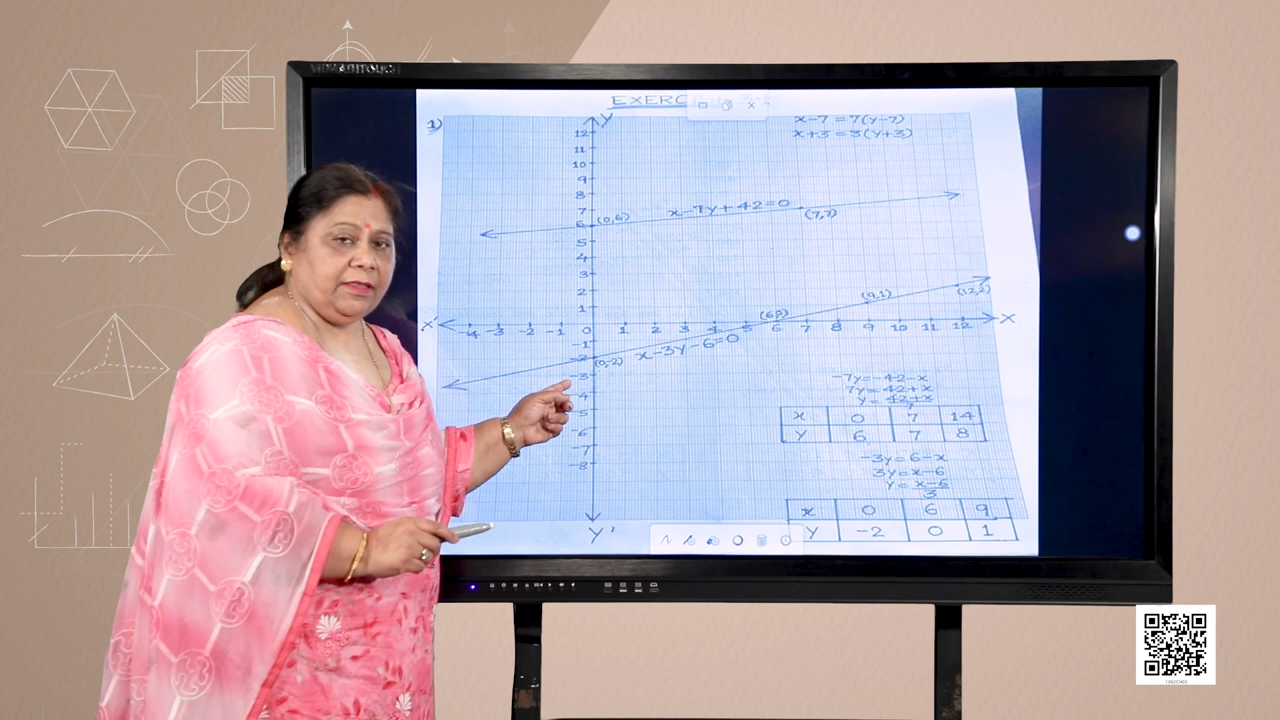 EXERC
1)
Y
x-7 = 7(y-7)
x+3 = 3(y+3)
12
11
10
9
8
7
6
5
4
3
2
1
(0,6)
x-7y+42=0
(7,7)
(9,1)
(12,2)
(6,0)
X' -4 -3 -2 -1 0 1 2 3 4 5 6 7 8 9 10 11 12 X
-1
-2
-3
-4
-5
-6
-7
-8
(0,-2)
x-3y-6=0
-7y=-42-x
7y=42+x
y=42+x
7
x 0 7 14
Y 6 7 8
-3y=6-x
3y=x-6
y=x-6
3
x 0 6 9
Y -2 0 1
Y'
1062CH03